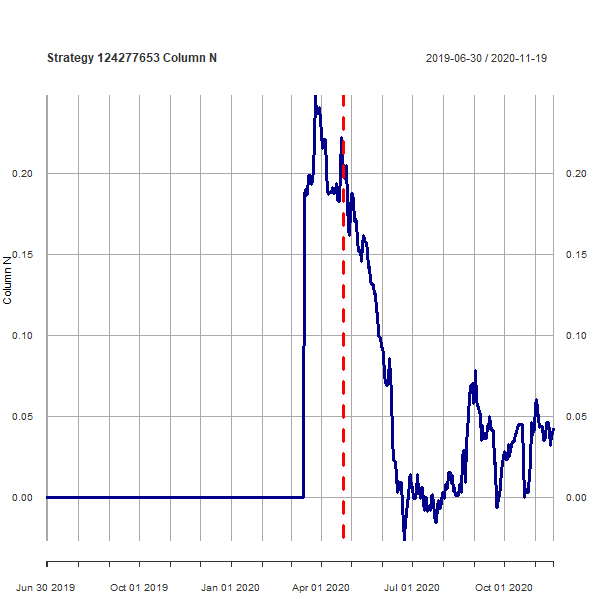 Strategy 124277653 Column N
2019-06-30 / 2020-11-19
0.20
0.20
0.15
0.15
Column N
0.10
0.10
0.05
0.05
0.00
0.00
Jun 30 2019
Oct 01 2019
Jan 01 2020
Apr 01 2020
Jul 01 2020
Oct 01 2020